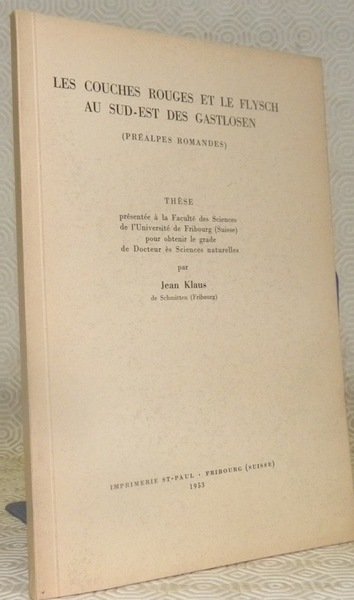 LES COUCHES ROUGES ET LE FLYSCH
AU SUD-EST DES GASTLOSEN
(PRÉALPES ROMANDES)
THÈSE
présentée à la Faculté des Sciences
de l'Université de Fribourg (Suisse)
pour obtenir le grade
de Docteur ès Sciences naturelles
par
Jean Klaus
de Schmitten (Fribourg)
IMPRIMERIE ST-PAUL - FRIBOURG (SUISSE)
1953